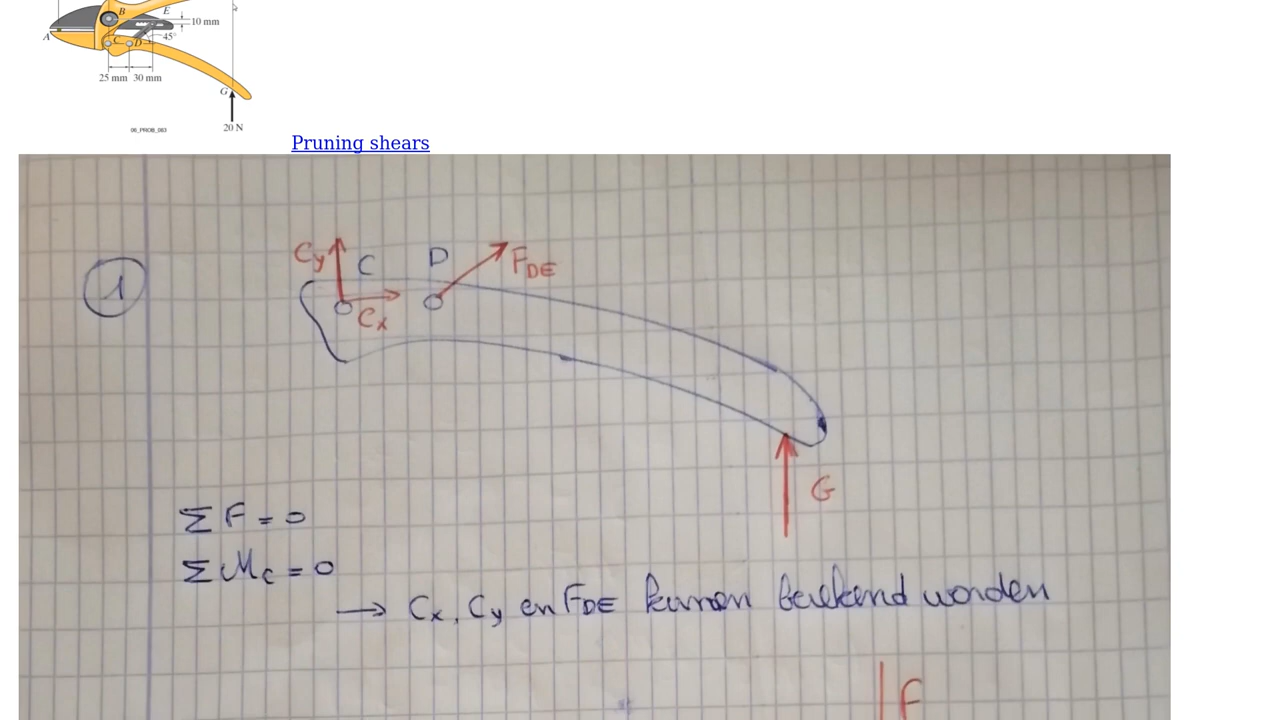 B
E
10 mm
A
C
D
45°
25 mm 30 mm
G
06_PROB_083
20 N
Pruning shears
1
Cy
C
D
FDE
Cx
G
ΣF = 0
ΣMC = 0
→ Cx, Cy en FDE kunnen berekend worden
F